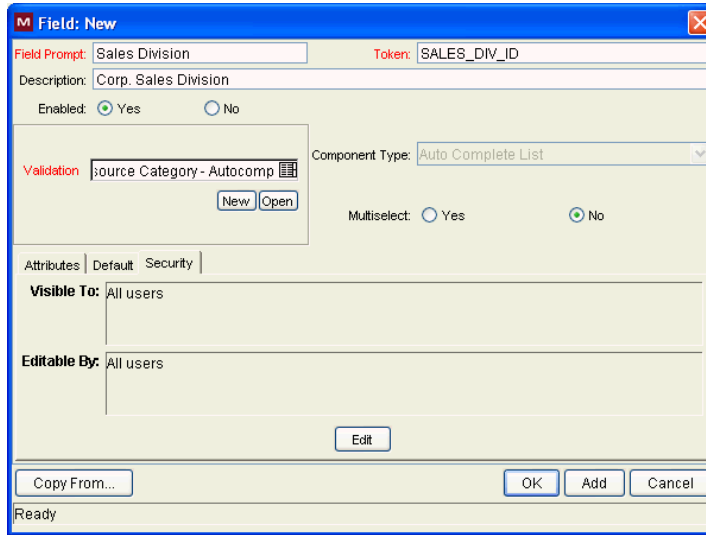 Field: New
Field Prompt: Sales Division Token: SALES_DIV_ID
Description: Corp. Sales Division
Enabled: Yes No
Validation source Category - Autocomp Component Type: Auto Complete List
New Open
Multiselect: Yes No
Attributes Default Security
Visible To: All users
Editable By: All users
Edit
Copy From... OK Add Cancel
Ready